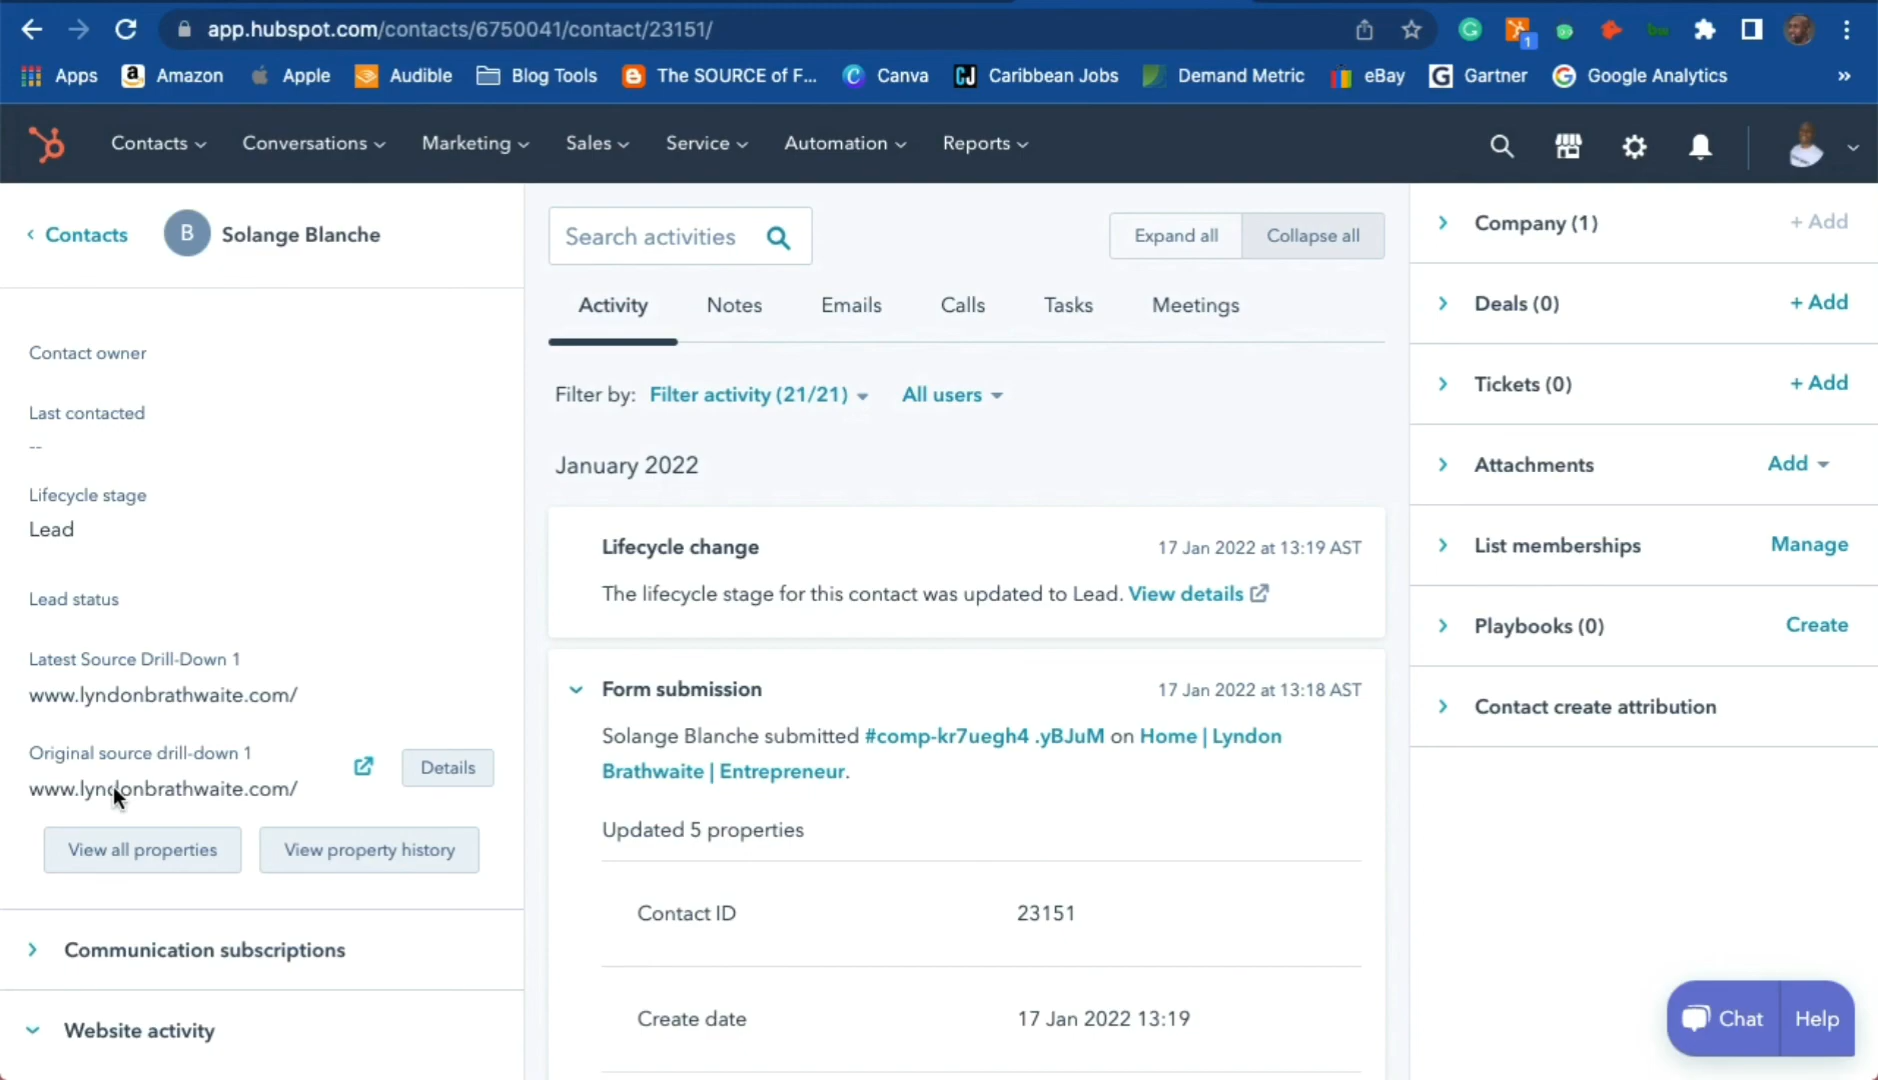 app.hubspot.com/contacts/6750041/contact/23151/
1
Apps
Amazon
Apple
Audible
Blog Tools
The SOURCE of F...
Canva
Caribbean Jobs
Demand Metric
eBay
Gartner
Google Analytics
»
Contacts
Conversations
Marketing
Sales
Service
Automation
Reports
Contacts
B
Solange Blanche
Contact owner
Last contacted
--
Lifecycle stage
Lead
Lead status
Latest Source Drill-Down 1
www.lyndonbrathwaite.com/
Original source drill-down 1
www.lyndonbrathwaite.com/
Details
View all properties
View property history
Communication subscriptions
Website activity
Search activities
Expand all
Collapse all
Activity
Notes
Emails
Calls
Tasks
Meetings
Filter by: Filter activity (21/21)
All users
January 2022
Lifecycle change
17 Jan 2022 at 13:19 AST
The lifecycle stage for this contact was updated to Lead. View details
Form submission
17 Jan 2022 at 13:18 AST
Solange Blanche submitted #comp-kr7uegh4 .yBJuM on Home | Lyndon
Brathwaite | Entrepreneur.
Updated 5 properties
Contact ID
23151
Create date
17 Jan 2022 13:19
Company (1)
+ Add
Deals (0)
+ Add
Tickets (0)
+ Add
Attachments
Add
List memberships
Manage
Playbooks (0)
Create
Contact create attribution
Chat
Help